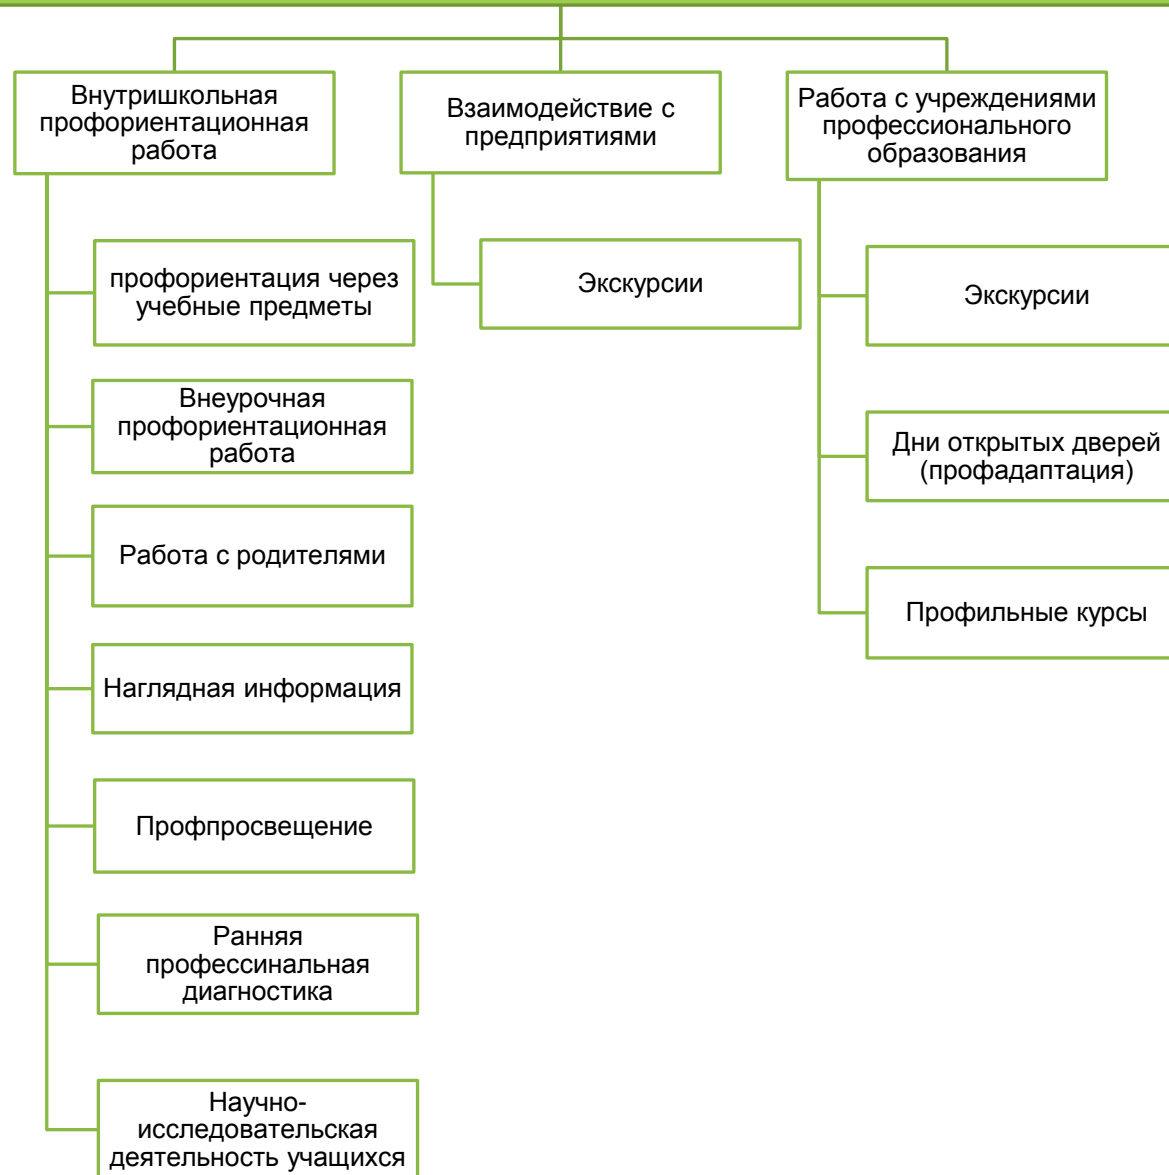 Внутришкольная
профориентационная
работа
профориентация через
учебные предметы
Внеурочная
профориентационная
работа
Работа с родителями
Наглядная информация
Профпросвещение
Ранняя
профессинальная
диагностика
Научно-
исследовательская
деятельность учащихся
Взаимодействие с
предприятиями
Экскурсии
Работа с учреждениями
профессионального
образования
Экскурсии
Дни открытых дверей
(профадаптация)
Профильные курсы